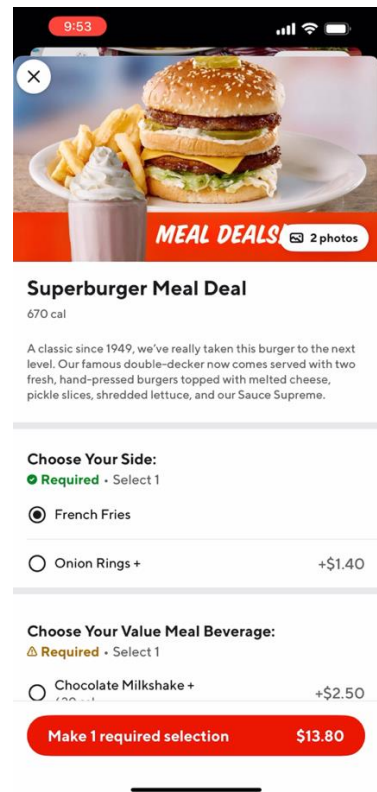 9:53
MEAL DEALS!
2 photos
Superburger Meal Deal
670 cal
A classic since 1949, we've really taken this burger to the next
level. Our famous double-decker now comes served with two
fresh, hand-pressed burgers topped with melted cheese,
pickle slices, shredded lettuce, and our Sauce Supreme.
Choose Your Side:
Required • Select 1
French Fries
Onion Rings + +$1.40
Choose Your Value Meal Beverage:
Required • Select 1
Chocolate Milkshake + +$2.50
Make 1 required selection $13.80